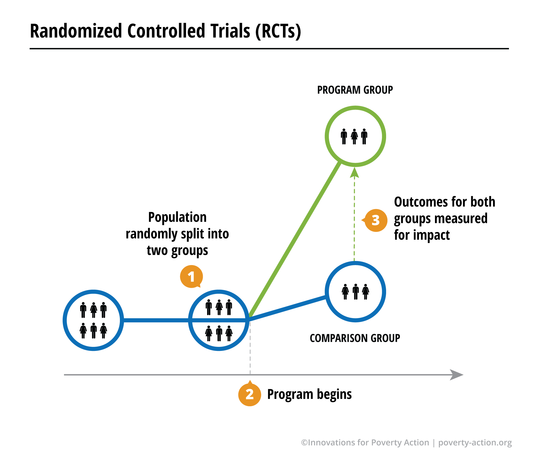 Randomized Controlled Trials (RCTs)
PROGRAM GROUP
Population
randomly split into
two groups
1
3
Outcomes for both
groups measured
for impact
COMPARISON GROUP
2
Program begins
©Innovations for Poverty Action | poverty-action.org